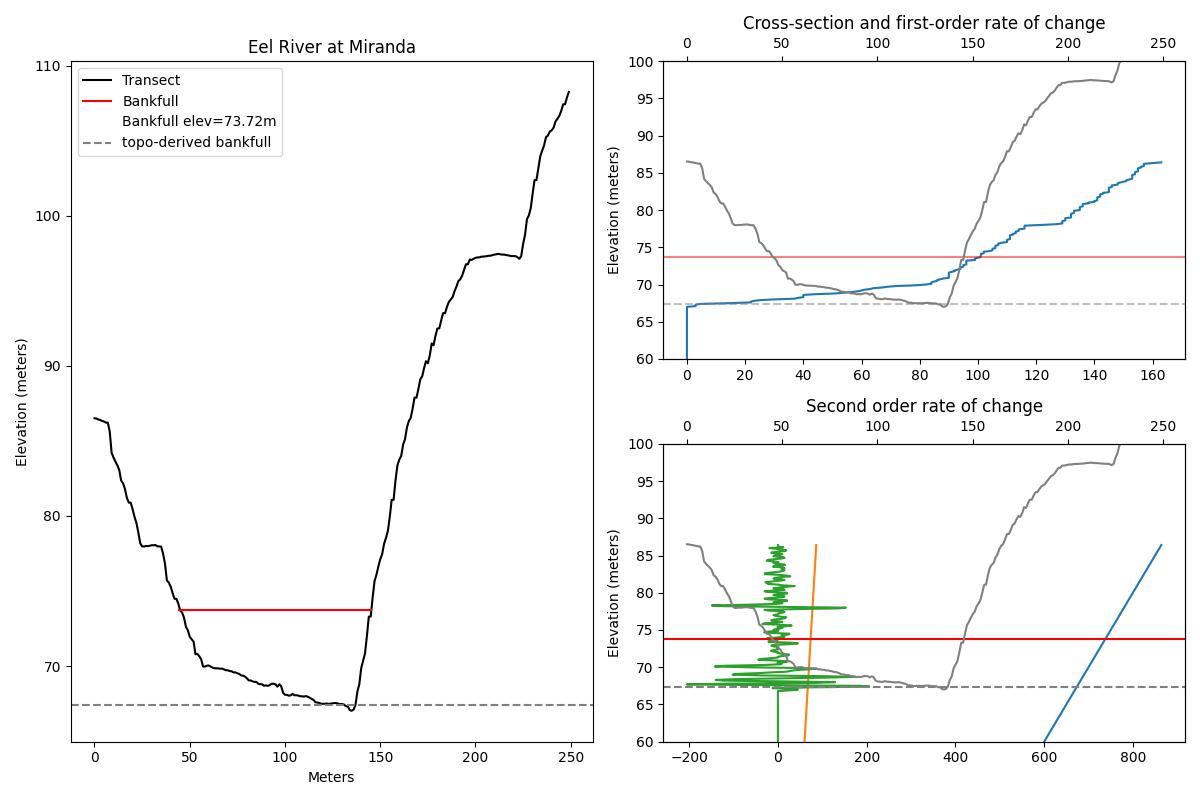 Eel River at Miranda
Transect
Bankfull
Bankfull elev=73.72m
topo-derived bankfull
110
100
90
80
70
Elevation (meters)
0 50 100 150 200 250
Meters
Cross-section and first-order rate of change
0 50 100 150 200 250
100
95
90
85
80
75
70
65
60
Elevation (meters)
0 20 40 60 80 100 120 140 160
Second order rate of change
0 50 100 150 200 250
100
95
90
85
80
75
70
65
60
Elevation (meters)
−200 0 200 400 600 800